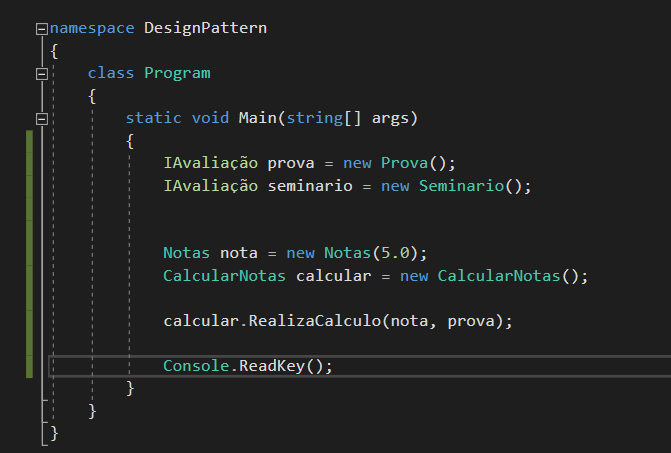 namespace DesignPattern
{
    class Program
    {
        static void Main(string[] args)
        {
            IAvaliação prova = new Prova();
            IAvaliação seminario = new Seminario();


            Notas nota = new Notas(5.0);
            CalcularNotas calcular = new CalcularNotas();

            calcular.RealizaCalculo(nota, prova);

            Console.ReadKey();
        }
    }
}